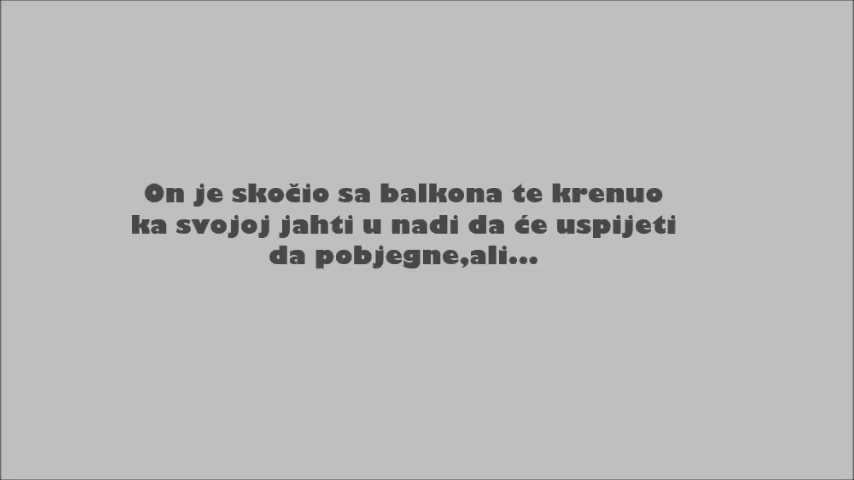 On je skočio sa balkona te krenuo
ka svojoj jahti u nadi da će uspijeti
da pobjegne,ali...